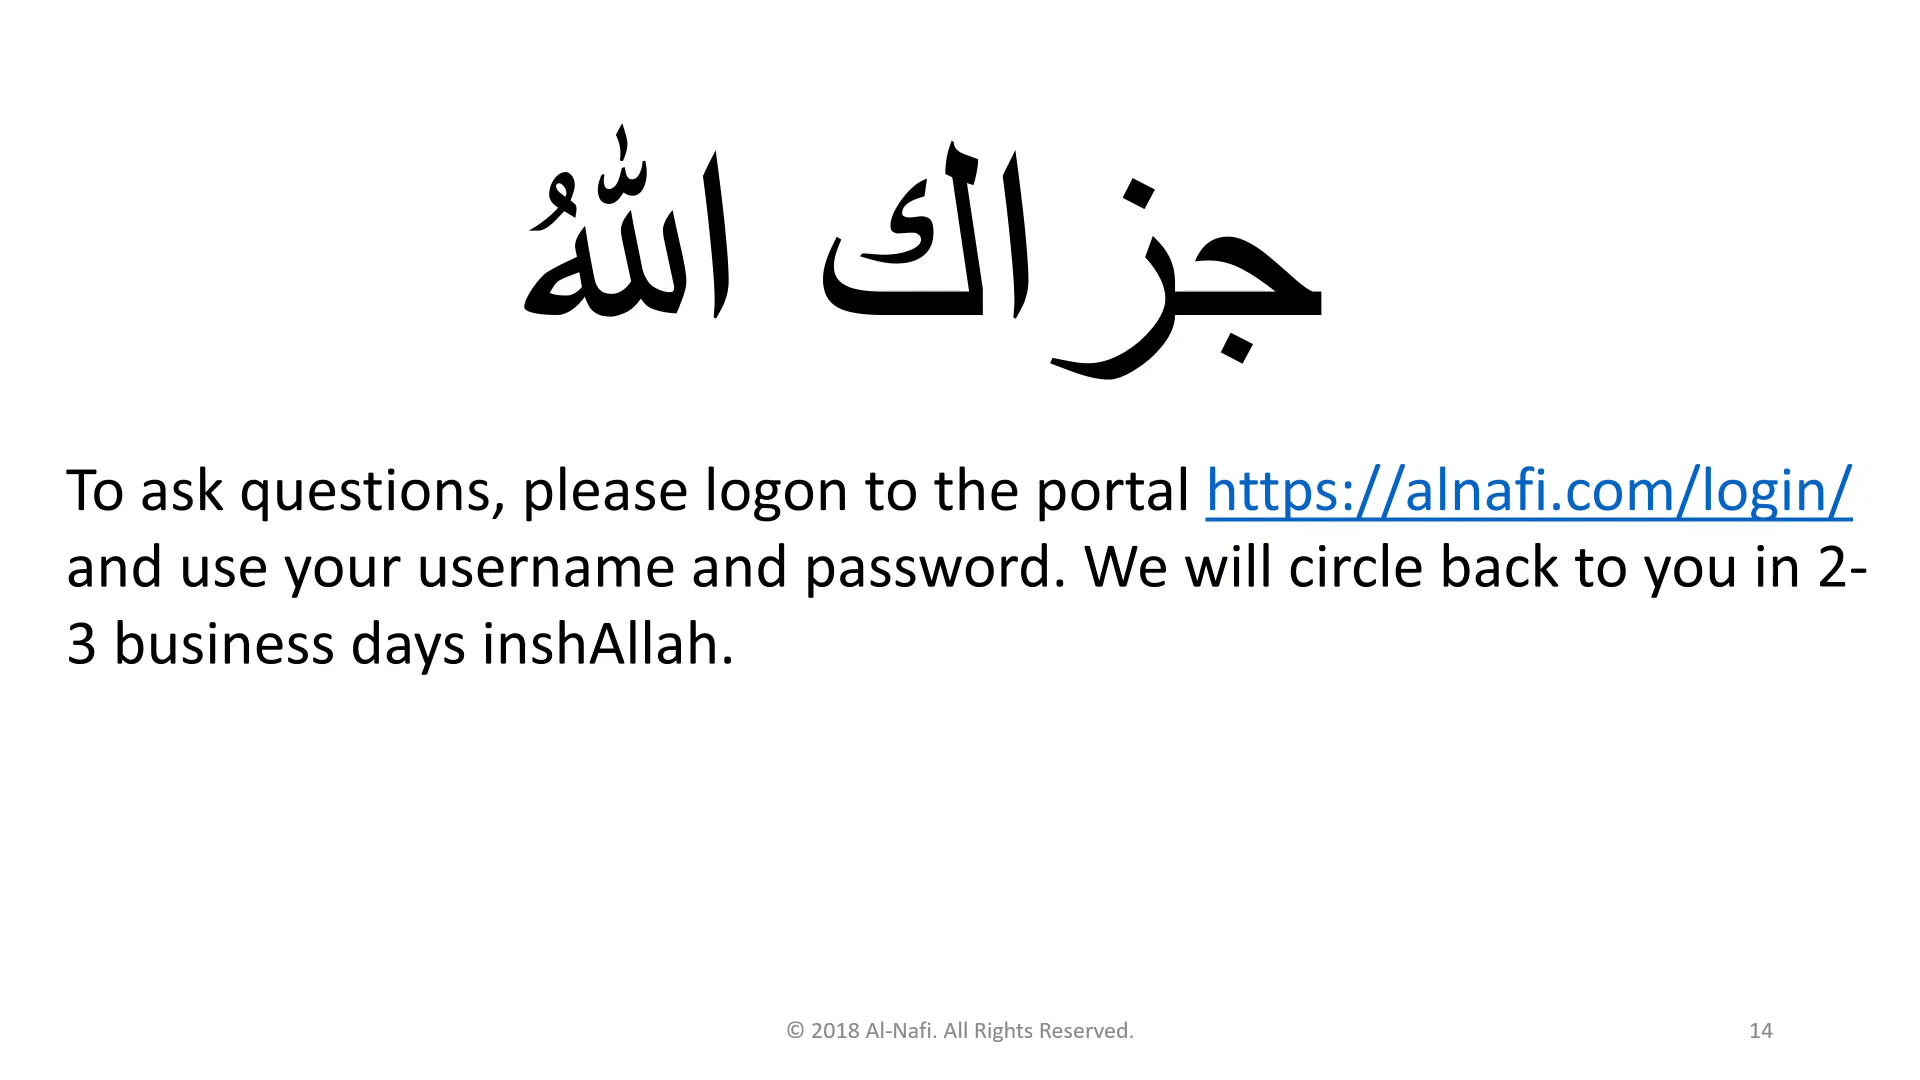 جزاك اللهُ
To ask questions, please logon to the portal https://alnafi.com/login/
and use your username and password. We will circle back to you in 2-
3 business days inshAllah.
© 2018 Al-Nafi. All Rights Reserved.
14